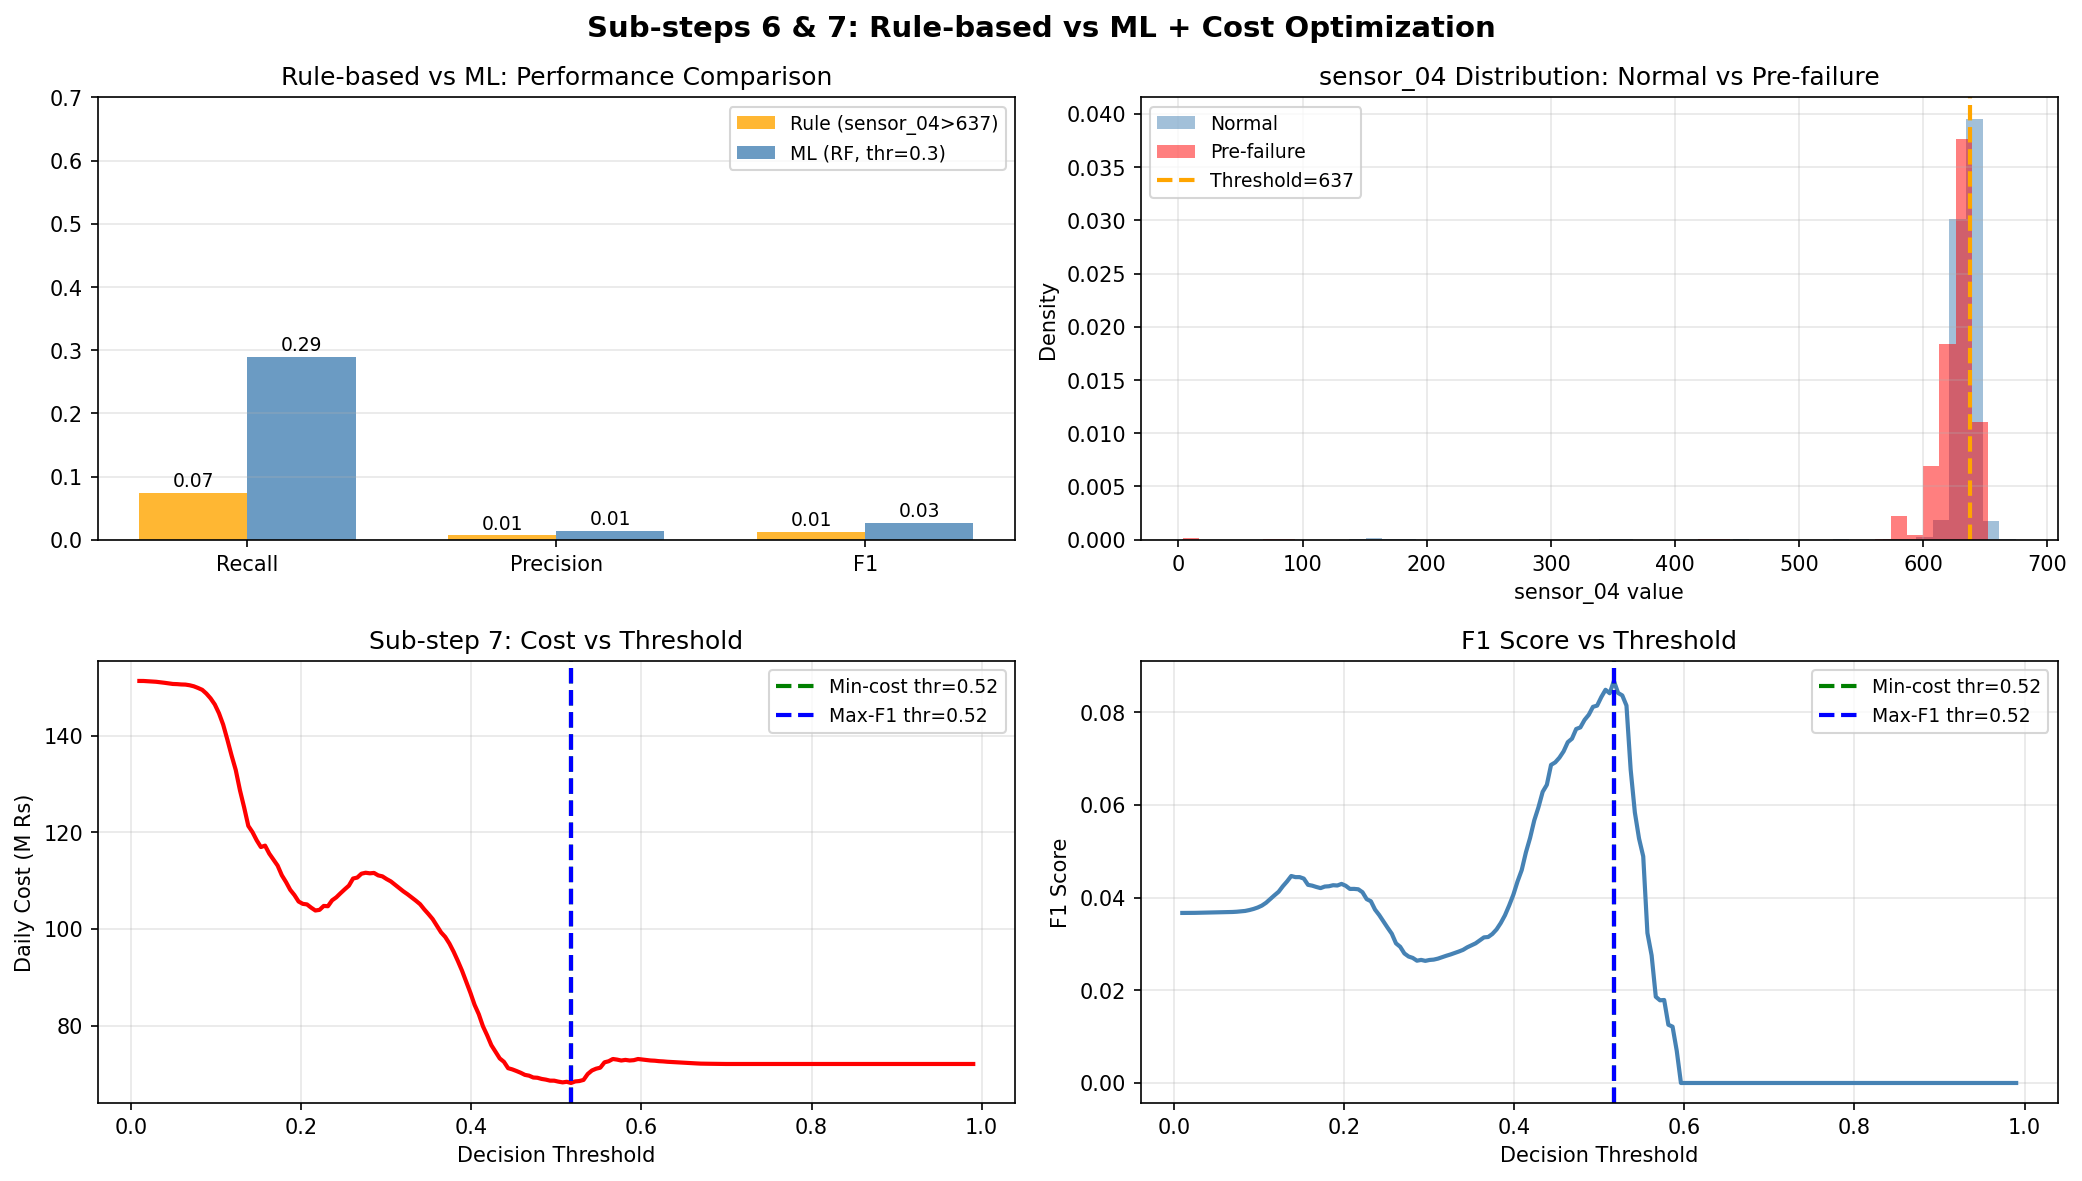 Sub-steps 6 & 7: Rule-based vs ML + Cost Optimization
Rule-based vs ML: Performance Comparison
0.7
0.6
0.5
0.4
0.3
0.2
0.1
0.0
Rule (sensor_04>637)
ML (RF, thr=0.3)
0.07
0.29
0.01
0.01
0.01
0.03
Recall
Precision
F1
sensor_04 Distribution: Normal vs Pre-failure
Density
0.040
0.035
0.030
0.025
0.020
0.015
0.010
0.005
0.000
Normal
Pre-failure
Threshold=637
0
100
200
300
400
500
600
700
sensor_04 value
Sub-step 7: Cost vs Threshold
Daily Cost (M Rs)
140
120
100
80
Min-cost thr=0.52
Max-F1 thr=0.52
0.0
0.2
0.4
0.6
0.8
1.0
Decision Threshold
F1 Score vs Threshold
F1 Score
0.08
0.06
0.04
0.02
0.00
Min-cost thr=0.52
Max-F1 thr=0.52
0.0
0.2
0.4
0.6
0.8
1.0
Decision Threshold